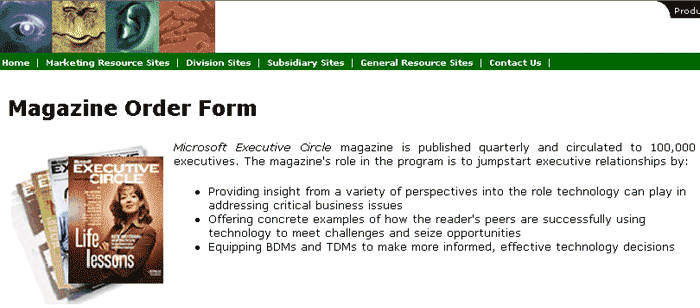 Produ
Home | Marketing Resource Sites | Division Sites | Subsidiary Sites | General Resource Sites | Contact Us |
Magazine Order Form
Microsoft Executive Circle magazine is published quarterly and circulated to 100,000
executives. The magazine's role in the program is to jumpstart executive relationships by:
• Providing insight from a variety of perspectives into the role technology can play in
addressing critical business issues
• Offering concrete examples of how the reader's peers are successfully using
technology to meet challenges and seize opportunities
• Equipping BDMs and TDMs to make more informed, effective technology decisions
Microsoft
EXECUTIVE
CIRCLE
Life
lessons